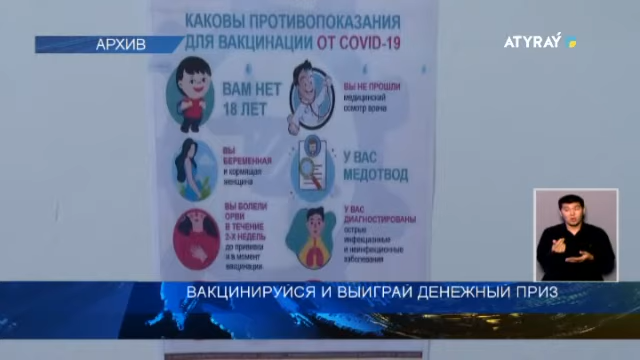 АРХИВ
ATYRAÝ
КАКОВЫ ПРОТИВОПОКАЗАНИЯ
ДЛЯ ВАКЦИНАЦИИ ОТ COVID-19
ВАМ НЕТ
18 ЛЕТ
ВЫ НЕ ПРОШЛИ
медицинский
осмотр врача
ВЫ
БЕРЕМЕННАЯ
и кормящая
женщина
У ВАС
МЕДОТВОД
ВЫ БОЛЕЛИ
ОРВИ
В ТЕЧЕНИЕ
2-Х НЕДЕЛЬ
до прививки
и в момент
вакцинации
У ВАС
ДИАГНОСТИРОВАНЫ
острые
инфекционные
и неинфекционные
заболевания
ВАКЦИНИРУЙСЯ И ВЫИГРАЙ ДЕНЕЖНЫЙ ПРИЗ